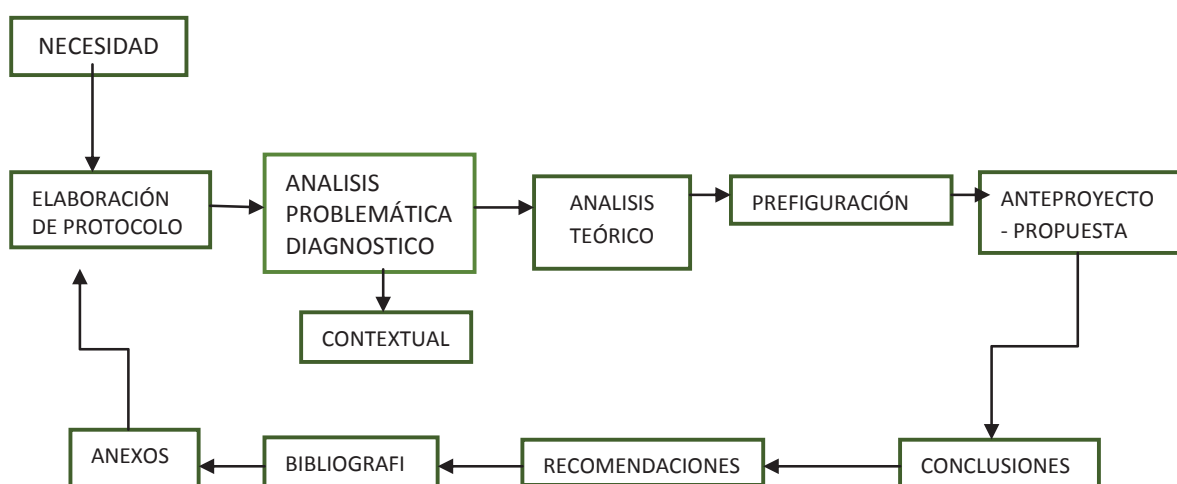 NECESIDAD
ELABORACIÓN
DE PROTOCOLO
ANALISIS
PROBLEMÁTICA
DIAGNOSTICO
ANALISIS
TEÓRICO
PREFIGURACIÓN
ANTEPROYECTO
- PROPUESTA
CONTEXTUAL
ANEXOS
BIBLIOGRAFI
RECOMENDACIONES
CONCLUSIONES